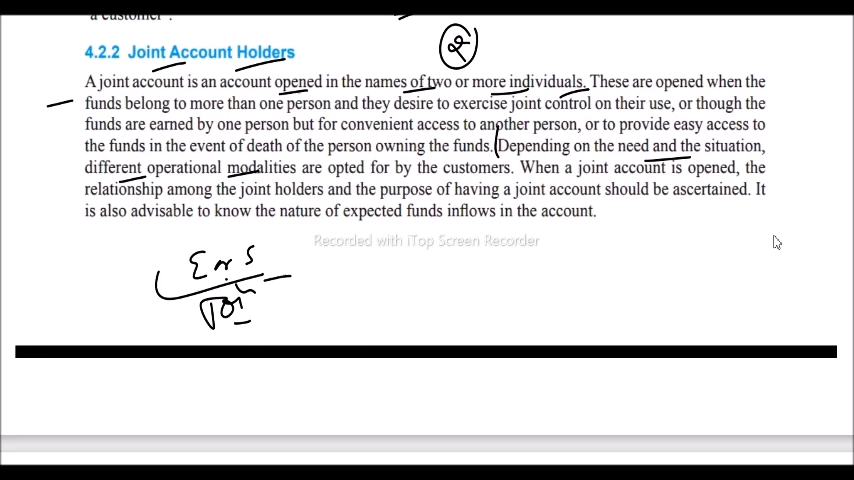 a customer".
4.2.2 Joint Account Holders
A joint account is an account opened in the names of two or more individuals. These are opened when the
funds belong to more than one person and they desire to exercise joint control on their use, or though the
funds are earned by one person but for convenient access to another person, or to provide easy access to
the funds in the event of death of the person owning the funds. Depending on the need and the situation,
different operational modalities are opted for by the customers. When a joint account is opened, the
relationship among the joint holders and the purpose of having a joint account should be ascertained. It
is also advisable to know the nature of expected funds inflows in the account.
Recorded with iTop Screen Recorder
E or S